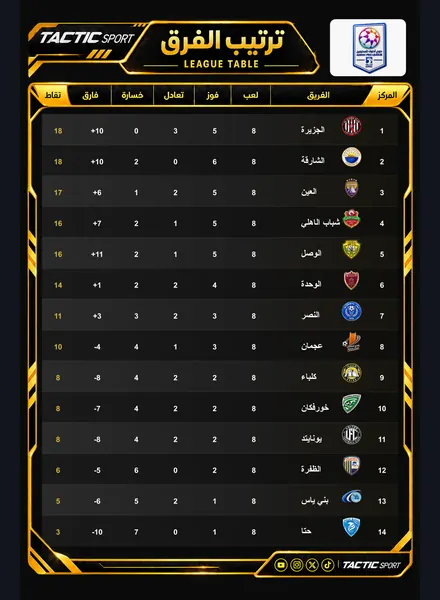 TACTIC SPORT
ترتيب الفرق
LEAGUE TABLE
المركز الفريق لعب فوز تعادل خسارة فارق نقاط
1 الجزيرة 8 5 3 0 +10 18
2 الشارقة 8 6 0 2 +10 18
3 العين 8 5 2 1 +6 17
4 شباب الاهلي 8 5 1 2 +7 16
5 الوصل 8 5 1 2 +11 16
6 الوحدة 8 4 2 2 +1 14
7 النصر 8 3 2 3 +3 11
8 عجمان 8 3 1 4 -4 10
9 كلباء 8 2 2 4 -8 8
10 خورفكان 8 2 2 4 -7 8
11 يونايتد 8 2 2 4 -8 8
12 الظفرة 8 6 0 2 -5 6
13 بني ياس 8 1 2 5 -6 5
14 حتا 8 1 0 7 -10 3
TACTIC SPORT